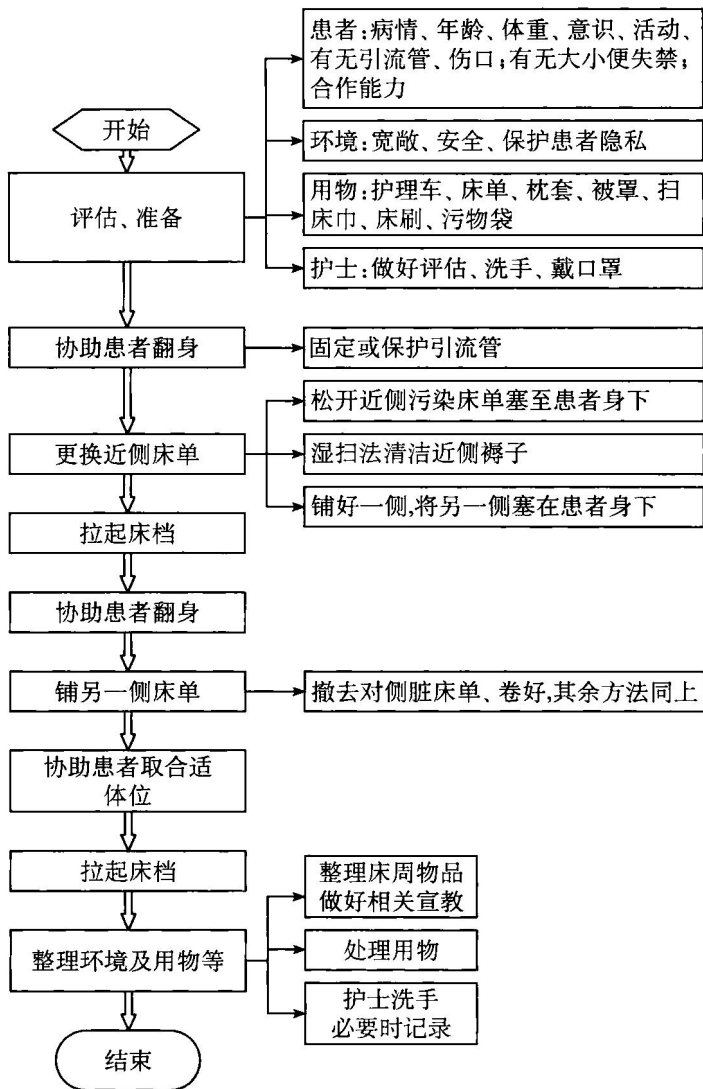 患者:病情、年龄、体重、意识、活动、
有无引流管、伤口;有无大小便失禁;
合作能力
开始
环境:宽敞、安全、保护患者隐私
评估、准备
用物:护理车、床单、枕套、被罩、扫
床巾、床刷、污物袋
护士:做好评估、洗手、戴口罩
协助患者翻身
固定或保护引流管
松开近侧污染床单塞至患者身下
更换近侧床单
湿扫法清洁近侧褥子
铺好一侧,将另一侧塞在患者身下
拉起床档
协助患者翻身
铺另一侧床单
撤去对侧脏床单、卷好,其余方法同上
协助患者取合适
体位
拉起床档
整理床周物品
做好相关宣教
整理环境及用物等
处理用物
护士洗手
必要时记录
结束